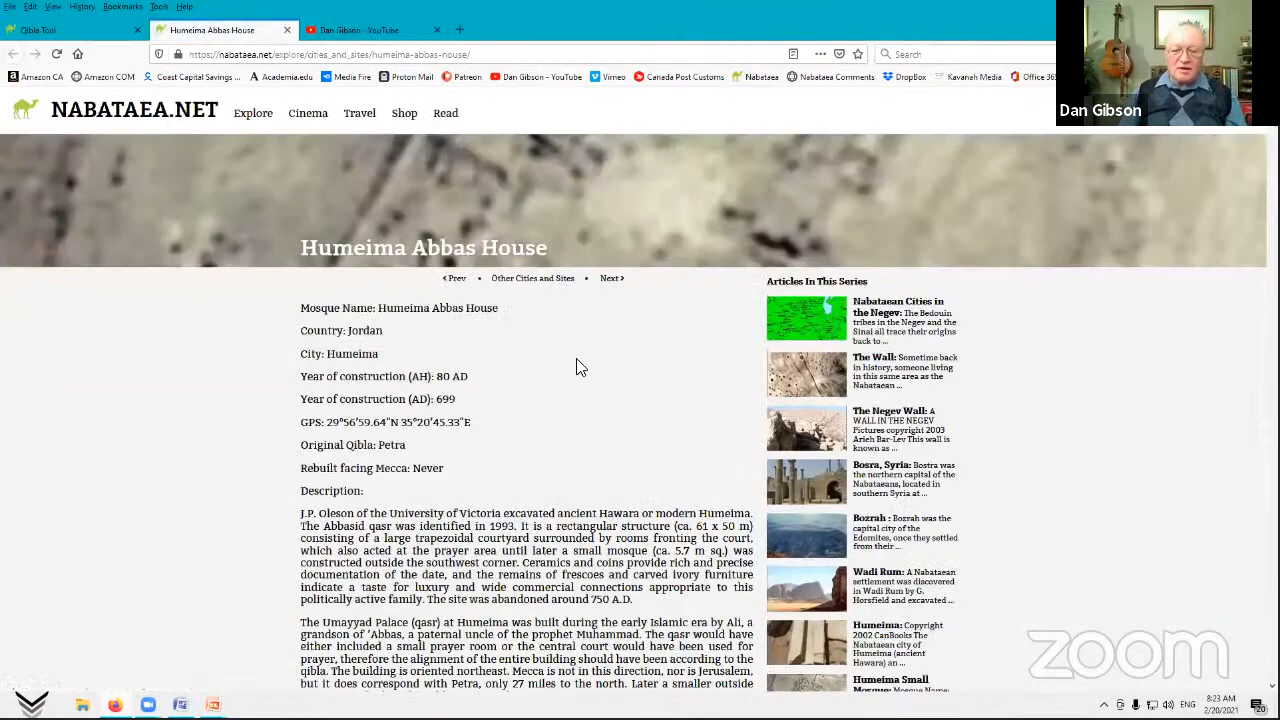 File Edit View History Bookmarks Tools Help
Qibla Tool
Humeima Abbas House
Dan Gibson - YouTube
https://nabataea.net/explore/cities_and_sites/humeima-abbas-house/
Search
Amazon CA Amazon COM Coast Capital Savings ... Academia.edu Media Fire Proton Mail Patreon Dan Gibson - YouTube Vimeo Canada Post Customs Nabataea Nabataea Comments DropBox Kavanah Media Office 365
Dan Gibson
NABATAEA.NET Explore Cinema Travel Shop Read
Humeima Abbas House
‹ Prev • Other Cities and Sites • Next ›
Mosque Name: Humeima Abbas House
Country: Jordan
City: Humeima
Year of construction (AH): 80 AD
Year of construction (AD): 699
GPS: 29°56'59.64"N 35°20'45.33"E
Original Qibla: Petra
Rebuilt facing Mecca: Never
Description:
J.P. Oleson of the University of Victoria excavated ancient Hawara or modern Humeima.
The Abbasid qasr was identified in 1993. It is a rectangular structure (ca. 61 x 50 m)
consisting of a large trapezoidal courtyard surrounded by rooms fronting the court,
which also acted at the prayer area until later a small mosque (ca. 5.7 m sq.) was
constructed outside the southwest corner. Ceramics and coins provide rich and precise
documentation of the date, and the remains of frescoes and carved ivory furniture
indicate a taste for luxury and wide commercial connections appropriate to this
politically active family. The site was abandoned around 750 A.D.
The Umayyad Palace (qasr) at Humeima was built during the early Islamic era by Ali, a
grandson of 'Abbas, a paternal uncle of the prophet Muhammad. The qasr would have
either included a small prayer room or the central court would have been used for
prayer, therefore the alignment of the entire building should have been according to the
qibla. The building is oriented northeast. Mecca is not in this direction, nor is Jerusalem,
but it does correspond with Petra, only 27 miles to the north. Later a smaller outside
Articles In This Series
Nabataean Cities in
the Negev: The Bedouin
tribes in the Negev and the
Sinai all trace their origins
back to ...
The Wall: Sometime back
in history, someone living
in this same area as the
Nabataean ...
The Negev Wall: A
WALL IN THE NEGEV
Pictures copyright 2003
Arieh Bar-Lev This wall is
known as ...
Bosra, Syria: Bostra was
the northern capital of the
Nabataeans, located in
southern Syria at ...
Bozrah : Bozrah was the
capital city of the
Edomites, once they settled
from their ...
Wadi Rum: A Nabataean
settlement was discovered
in Wadi Rum by G.
Horsfield and excavated ...
Humeima: Copyright
2002 CanBooks The
Nabataean city of
Humeima (ancient
Hawara) an ...
Humeima Small
Mosque: Mosque Name:
zoom
ENG
8:23 AM
2/20/2021
20